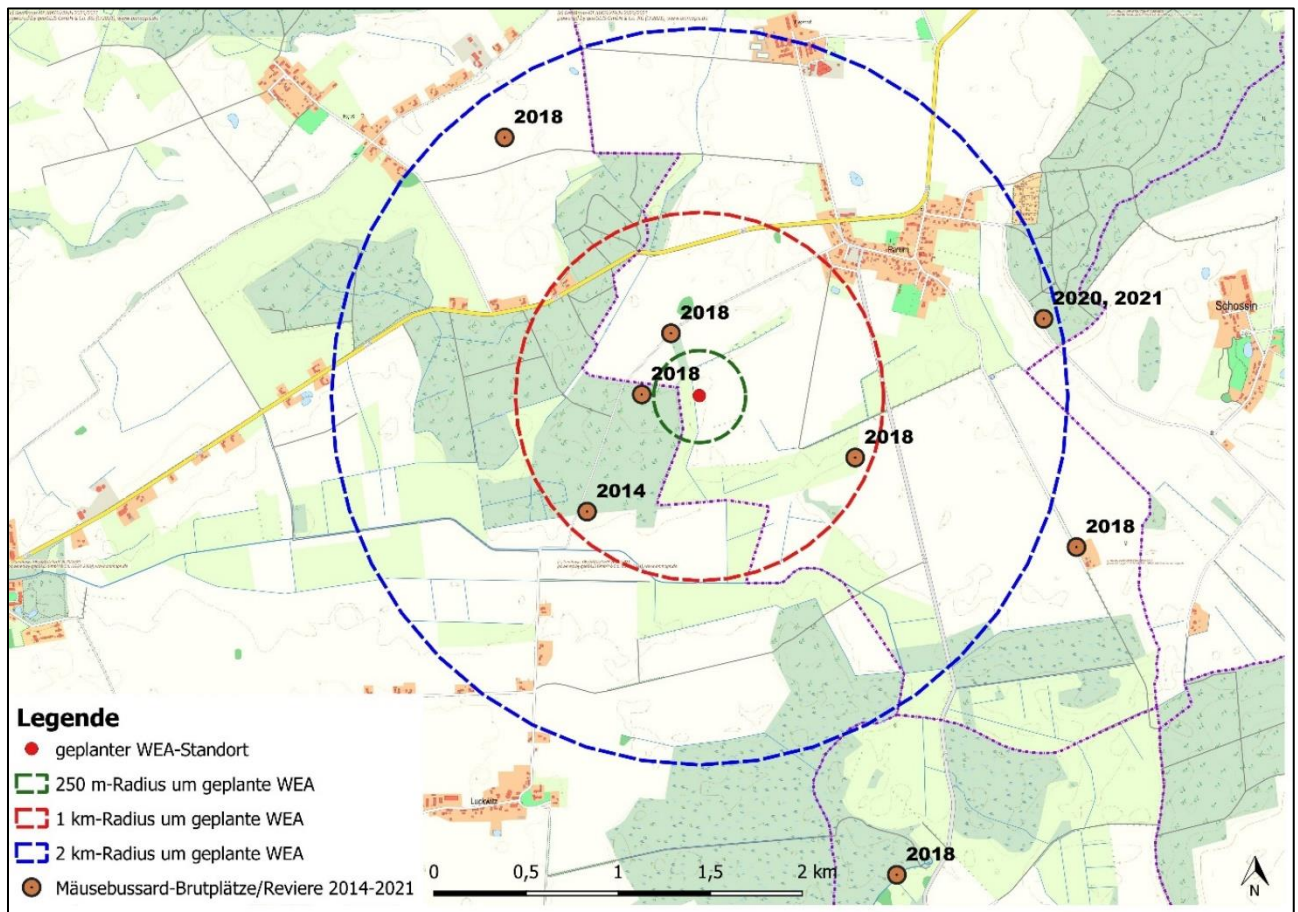 2018
2018
2020, 2021
Schossin
2018
2018
2014
2018
2018
Legende
geplanter WEA-Standort
250 m-Radius um geplante WEA
1 km-Radius um geplante WEA
2 km-Radius um geplante WEA
Mäusebussard-Brutplätze/Reviere 2014-2021
0 0,5 1 1,5 2 km
N